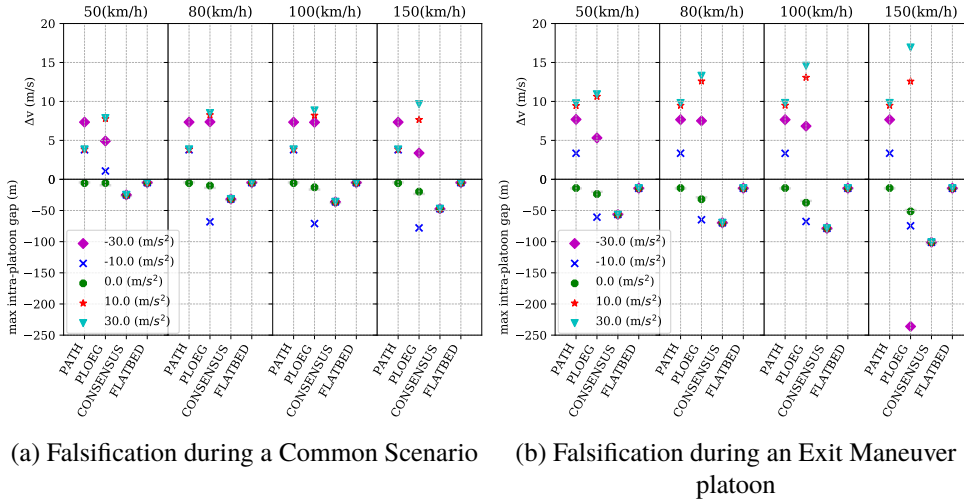 50(km/h) 80(km/h) 100(km/h) 150(km/h)
20
15
10
5
0
−50
−100
−150
−200
−250
Δv (m/s)
max intra-platoon gap (m)
-30.0 (m/s²)
-10.0 (m/s²)
0.0 (m/s²)
10.0 (m/s²)
30.0 (m/s²)
PATH PLOEG CONSENSUS FLATBED PATH PLOEG CONSENSUS FLATBED PATH PLOEG CONSENSUS FLATBED PATH PLOEG CONSENSUS FLATBED
(a) Falsification during a Common Scenario
50(km/h) 80(km/h) 100(km/h) 150(km/h)
20
15
10
5
0
−50
−100
−150
−200
−250
Δv (m/s)
max intra-platoon gap (m)
-30.0 (m/s²)
-10.0 (m/s²)
0.0 (m/s²)
10.0 (m/s²)
30.0 (m/s²)
PATH PLOEG CONSENSUS FLATBED PATH PLOEG CONSENSUS FLATBED PATH PLOEG CONSENSUS FLATBED PATH PLOEG CONSENSUS FLATBED
(b) Falsification during an Exit Maneuver
platoon